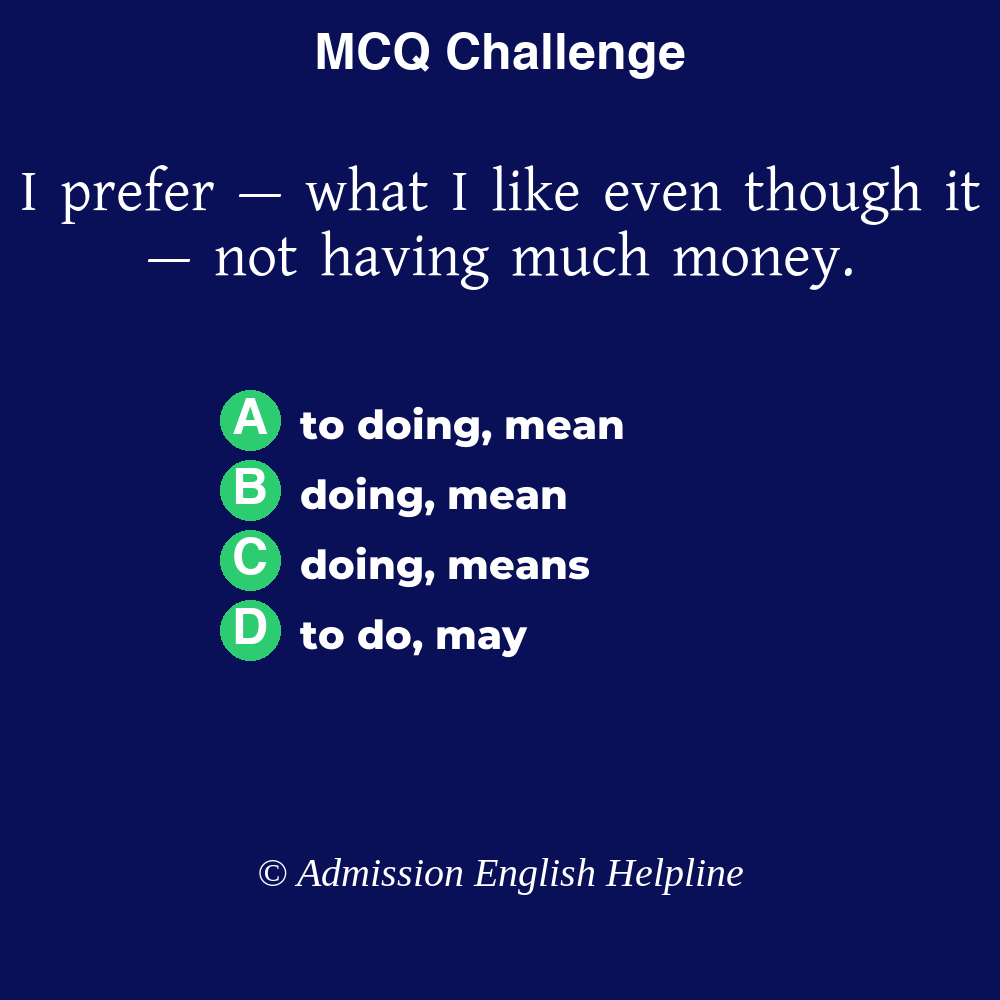 MCQ Challenge
I prefer — what I like even though it
— not having much money.
A to doing, mean
B doing, mean
C doing, means
D to do, may
© Admission English Helpline